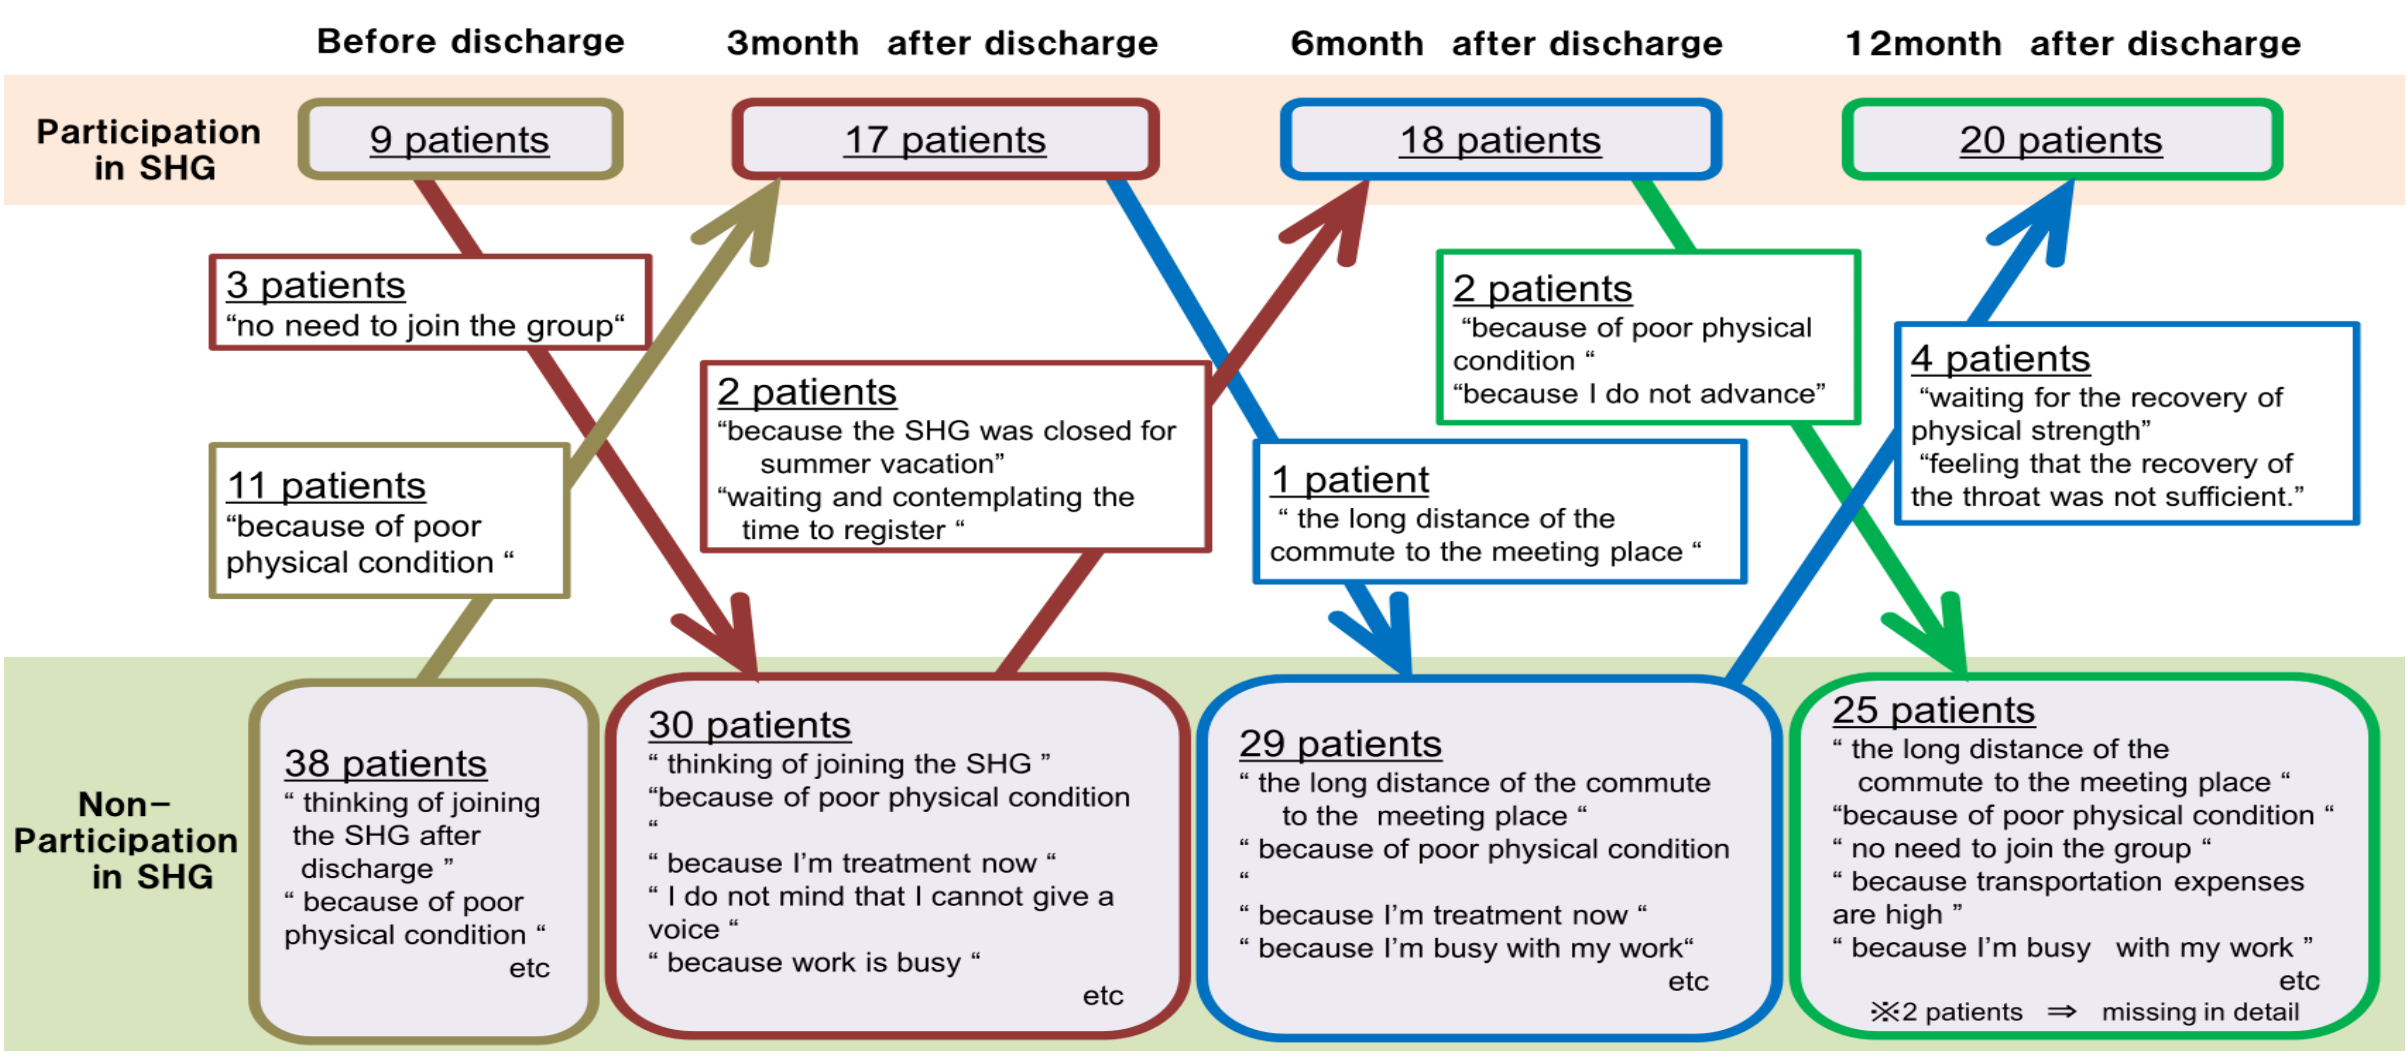 Before discharge
3month after discharge
6month after discharge
12month after discharge
Participation
in SHG
9 patients
17 patients
18 patients
20 patients
3 patients
“no need to join the group“
11 patients
“because of poor
physical condition “
2 patients
“because the SHG was closed for
summer vacation”
“waiting and contemplating the
time to register “
1 patient
“ the long distance of the
commute to the meeting place “
2 patients
“because of poor physical
condition “
“because I do not advance”
4 patients
“waiting for the recovery of
physical strength”
“feeling that the recovery of
the throat was not sufficient.”
Non–
Participation
in SHG
38 patients
“ thinking of joining
the SHG after
discharge ”
“ because of poor
physical condition “
etc
30 patients
“ thinking of joining the SHG ”
“because of poor physical condition
“
“ because I’m treatment now “
“ I do not mind that I cannot give a
voice “
“ because work is busy “
etc
29 patients
“ the long distance of the commute
to the meeting place “
“ because of poor physical condition
“
“ because I’m treatment now “
“ because I’m busy with my work“
etc
25 patients
“ the long distance of the
commute to the meeting place “
“because of poor physical condition “
“ no need to join the group “
“ because transportation expenses
are high ”
“ because I’m busy with my work ”
etc
※2 patients ⇒ missing in detail